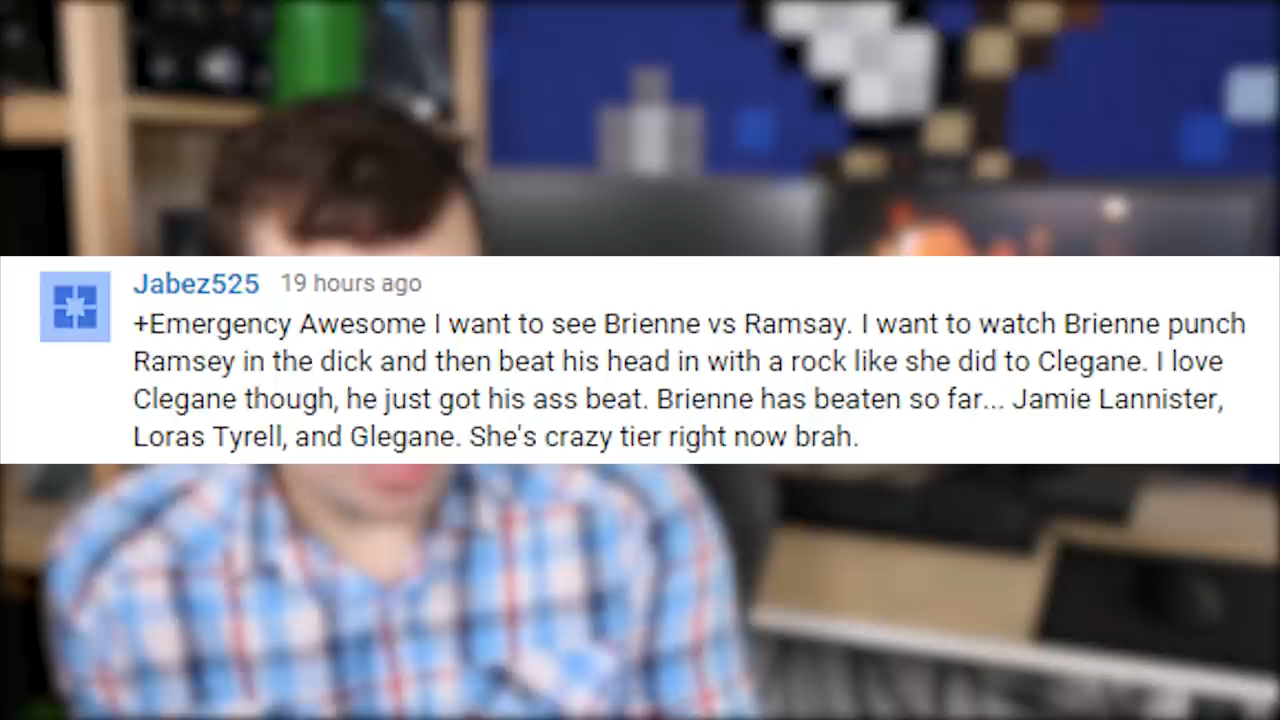 Jabez525 19 hours ago
+Emergency Awesome I want to see Brienne vs Ramsay. I want to watch Brienne punch
Ramsey in the dick and then beat his head in with a rock like she did to Clegane. I love
Clegane though, he just got his ass beat. Brienne has beaten so far... Jamie Lannister,
Loras Tyrell, and Glegane. She's crazy tier right now brah.